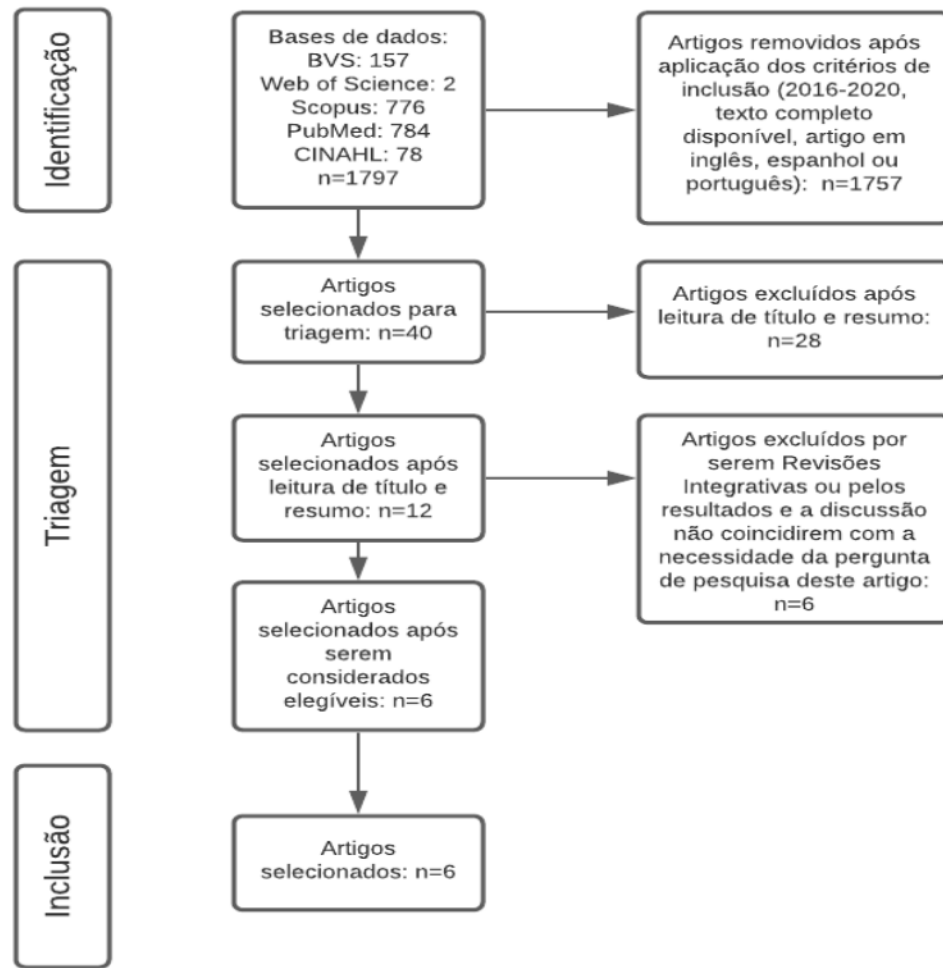 Identificação
Bases de dados:
BVS: 157
Web of Science: 2
Scopus: 776
PubMed: 784
CINAHL: 78
n=1797
Artigos removidos após
aplicação dos critérios de
inclusão (2016-2020,
texto completo
disponível, artigo em
inglês, espanhol ou
português):  n=1757
Triagem
Artigos
selecionados para
triagem: n=40
Artigos excluídos após
leitura de título e resumo:
n=28
Artigos
selecionados após
leitura de título e
resumo: n=12
Artigos excluídos por
serem Revisões
Integrativas ou pelos
resultados e a discussão
não coincidirem com a
necessidade da pergunta
de pesquisa deste artigo:
n=6
Artigos
selecionados após
serem
considerados
elegíveis: n=6
Inclusão
Artigos
selecionados: n=6